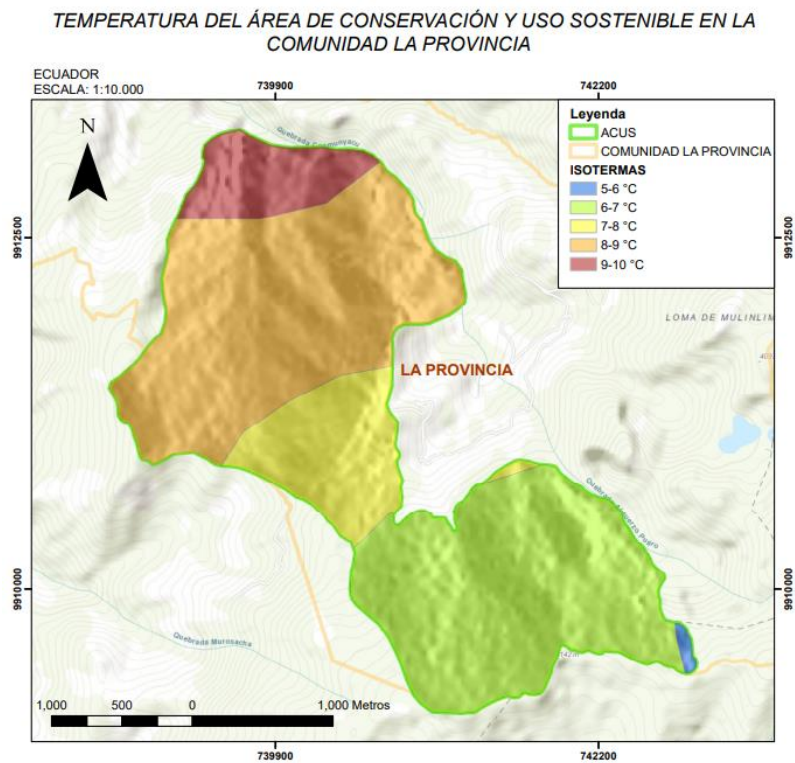 TEMPERATURA DEL ÁREA DE CONSERVACIÓN Y USO SOSTENIBLE EN LA
COMUNIDAD LA PROVINCIA
ECUADOR
ESCALA: 1:10.000
739900
742200
N
Leyenda
ACUS
COMUNIDAD LA PROVINCIA
ISOTERMAS
5-6 °C
6-7 °C
7-8 °C
8-9 °C
9-10 °C
Quebrada
9912500
9912500
LOMA DE MULINLIM
LA PROVINCIA
Quebrada
9910000
9910000
Quebrada
1,000
500
0
1,000 Metros
739900
742200